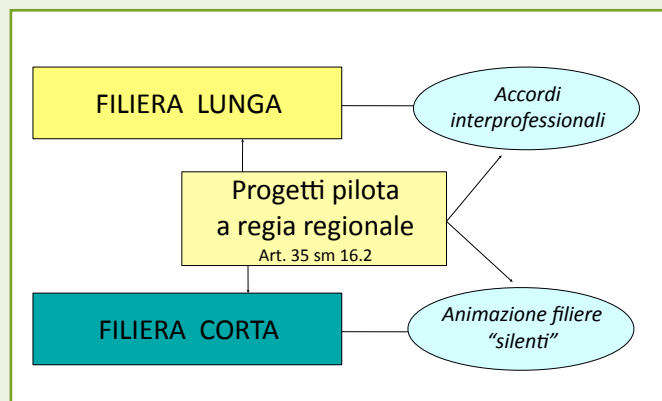 FILIERA LUNGA
Accordi
interprofessionali
Progetti pilota
a regia regionale
Art. 35 sm 16.2
FILIERA CORTA
Animazione filiere
“silenti”